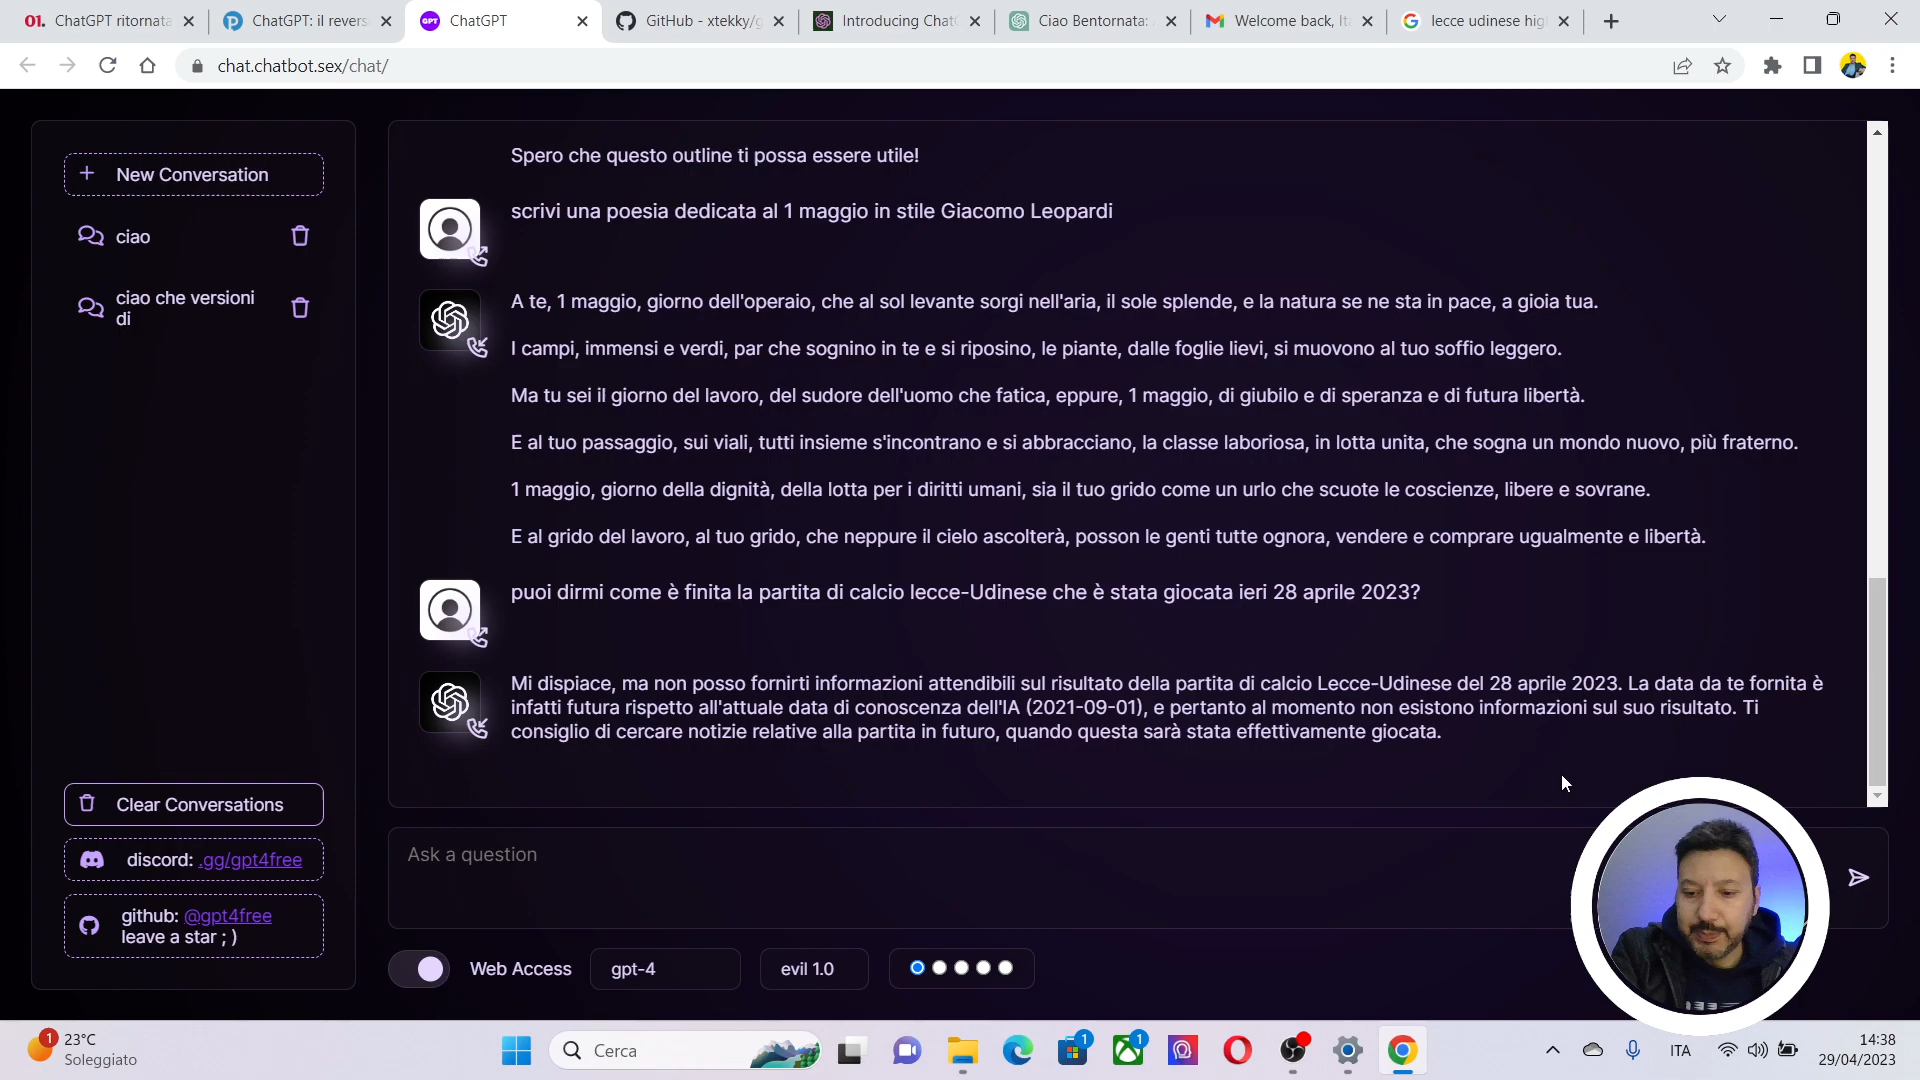 01. ChatGPT ritornata
ChatGPT: il revers
ChatGPT
GitHub - xtekky/g
Introducing ChatG
Ciao Bentornata:
Welcome back, Ita
lecce udinese hig
chat.chatbot.sex/chat/
New Conversation
ciao
ciao che versioni
di
Clear Conversations
discord: .gg/gpt4free
github: @gpt4free
leave a star ; )
Spero che questo outline ti possa essere utile!
scrivi una poesia dedicata al 1 maggio in stile Giacomo Leopardi
A te, 1 maggio, giorno dell'operaio, che al sol levante sorgi nell'aria, il sole splende, e la natura se ne sta in pace, a gioia tua.
I campi, immensi e verdi, par che sognino in te e si riposino, le piante, dalle foglie lievi, si muovono al tuo soffio leggero.
Ma tu sei il giorno del lavoro, del sudore dell'uomo che fatica, eppure, 1 maggio, di giubilo e di speranza e di futura libertà.
E al tuo passaggio, sui viali, tutti insieme s'incontrano e si abbracciano, la classe laboriosa, in lotta unita, che sogna un mondo nuovo, più fraterno.
1 maggio, giorno della dignità, della lotta per i diritti umani, sia il tuo grido come un urlo che scuote le coscienze, libere e sovrane.
E al grido del lavoro, al tuo grido, che neppure il cielo ascolterà, posson le genti tutte ognora, vendere e comprare ugualmente e libertà.
puoi dirmi come è finita la partita di calcio lecce-Udinese che è stata giocata ieri 28 aprile 2023?
Mi dispiace, ma non posso fornirti informazioni attendibili sul risultato della partita di calcio Lecce-Udinese del 28 aprile 2023. La data da te fornita è
infatti futura rispetto all'attuale data di conoscenza dell'IA (2021-09-01), e pertanto al momento non esistono informazioni sul suo risultato. Ti
consiglio di cercare notizie relative alla partita in futuro, quando questa sarà stata effettivamente giocata.
Ask a question
Web Access
gpt-4
evil 1.0
1
23°C
Soleggiato
Cerca
1
1
ITA
14:38
29/04/2023